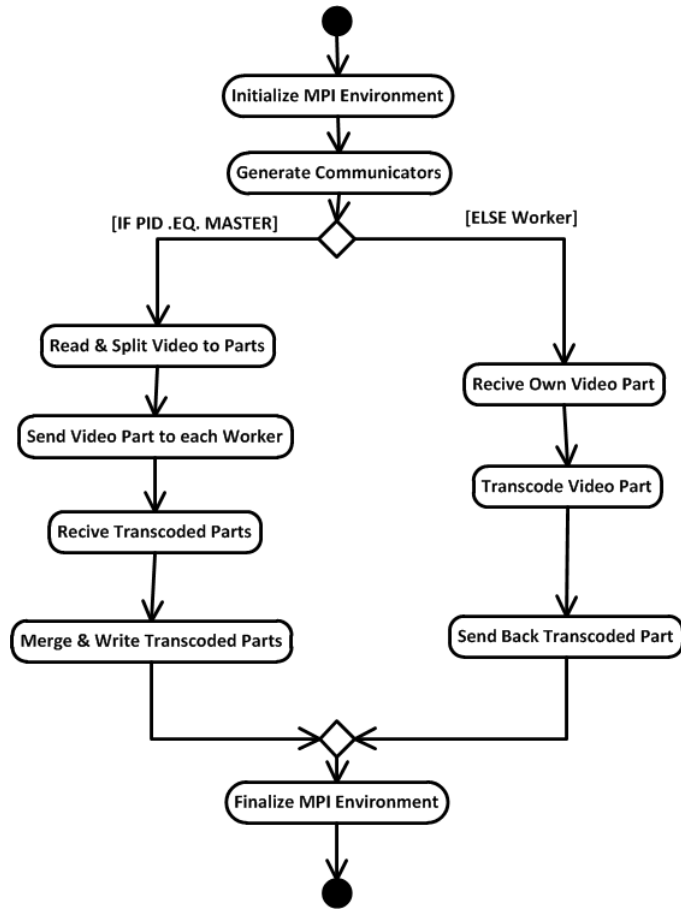 Initialize MPI Environment
Generate Communicators
[IF PID .EQ. MASTER]
[ELSE Worker]
Read & Split Video to Parts
Send Video Part to each Worker
Recive Transcoded Parts
Merge & Write Transcoded Parts
Recive Own Video Part
Transcode Video Part
Send Back Transcoded Part
Finalize MPI Environment